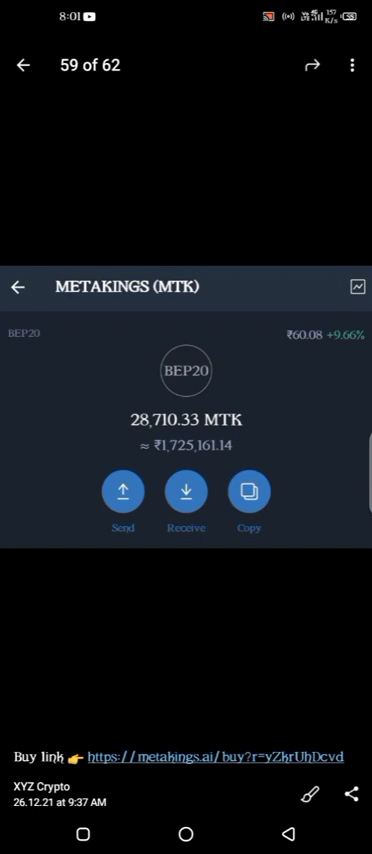 8:01
59 of 62
METAKINGS (MTK)
BEP20
₹60.08 +9.66%
BEP20
28,710.33 MTK
≈ ₹1,725,161.14
Send Receive Copy
Buy link 👉 https://metakings.ai/buy?r=yZkrUhDcvd
XYZ Crypto
26.12.21 at 9:37 AM